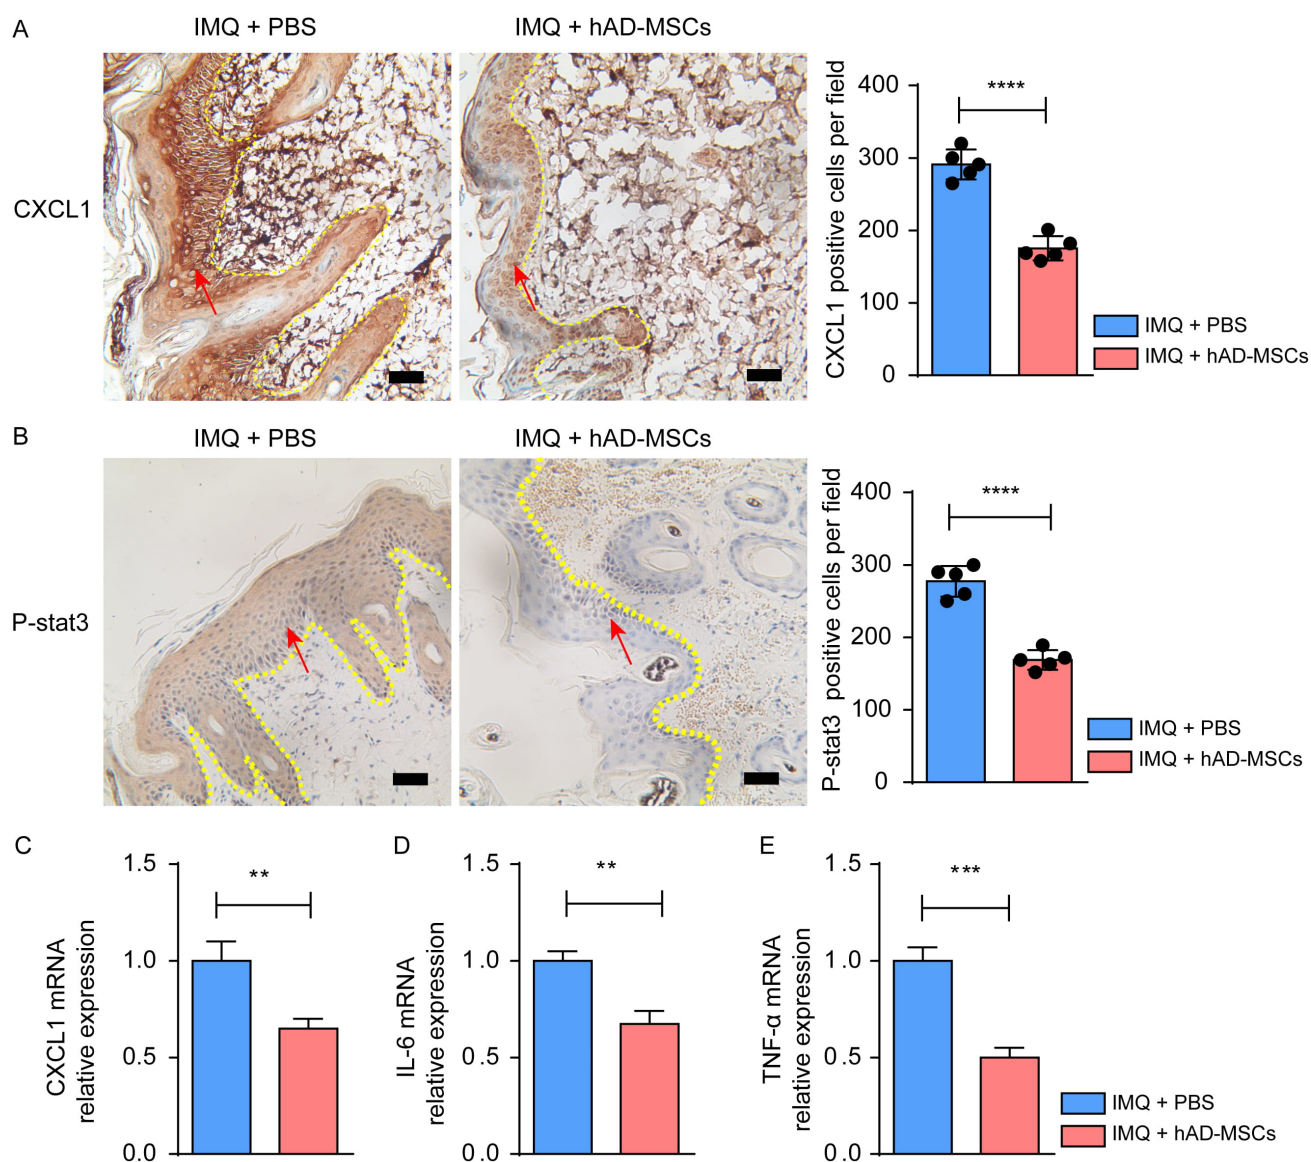 A
IMQ + PBS
IMQ + hAD-MSCs
CXCL1
CXCL1 positive cells per field
400
300
200
100
0
****
IMQ + PBS
IMQ + hAD-MSCs
B
IMQ + PBS
IMQ + hAD-MSCs
P-stat3
P-stat3 positive cells per field
400
300
200
100
0
****
IMQ + PBS
IMQ + hAD-MSCs
C
CXCL1 mRNA
relative expression
1.5
1.0
0.5
0.0
**
D
IL-6 mRNA
relative expression
1.5
1.0
0.5
0.0
**
E
TNF-α mRNA
relative expression
1.5
1.0
0.5
0.0
***
IMQ + PBS
IMQ + hAD-MSCs